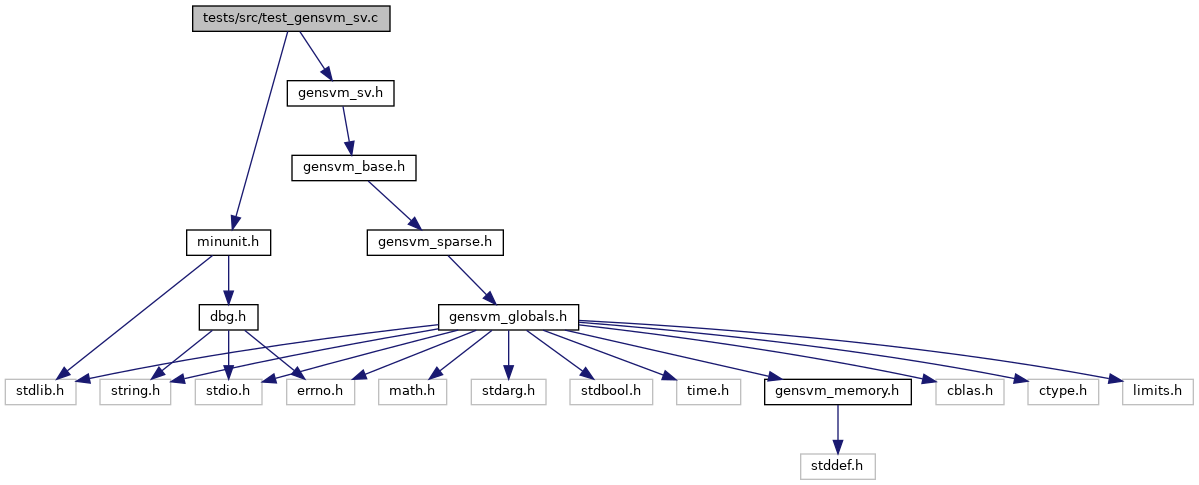 tests/src/test_gensvm_sv.c
gensvm_sv.h
gensvm_base.h
minunit.h
gensvm_sparse.h
dbg.h
gensvm_globals.h
stdlib.h
string.h
stdio.h
errno.h
math.h
stdarg.h
stdbool.h
time.h
gensvm_memory.h
cblas.h
ctype.h
limits.h
stddef.h